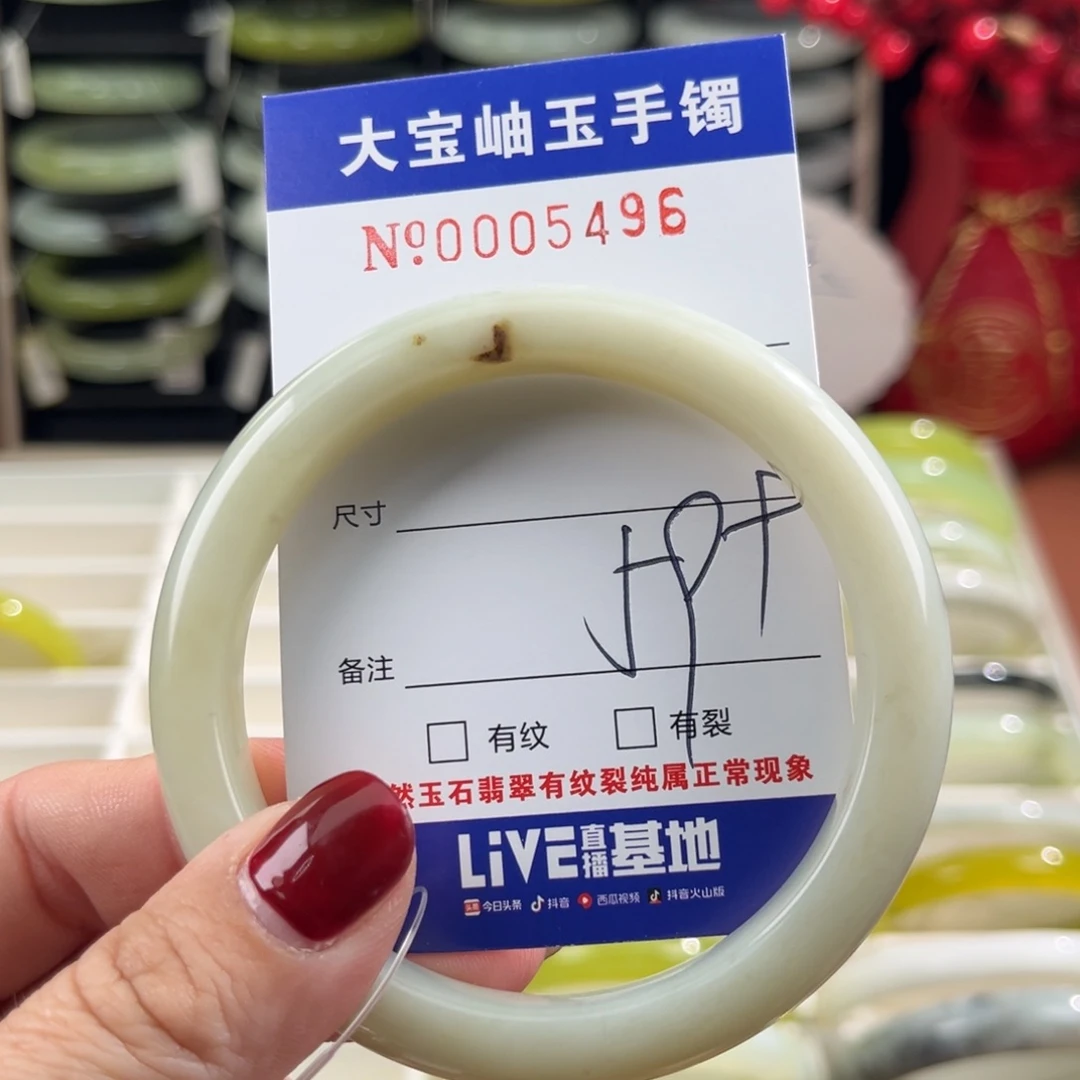 大宝岫玉手镯
№0005496
尺寸
备注
有纹 有裂
然玉石翡翠有纹裂纯属正常现象
LiVE直播基地
头条 今日头条 抖音 西瓜视频 抖音火山版